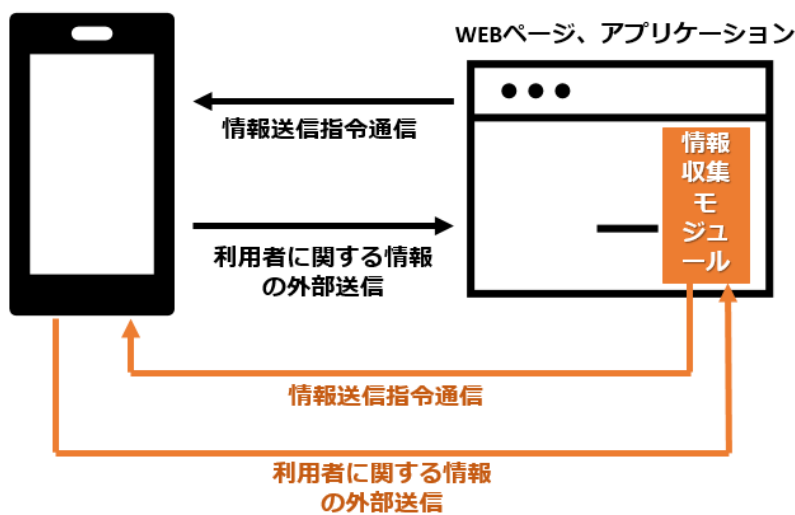 WEBページ、アプリケーション
情報送信指令通信
情報
収集
モ
ジュ
ール
利用者に関する情報
の外部送信
情報送信指令通信
利用者に関する情報
の外部送信